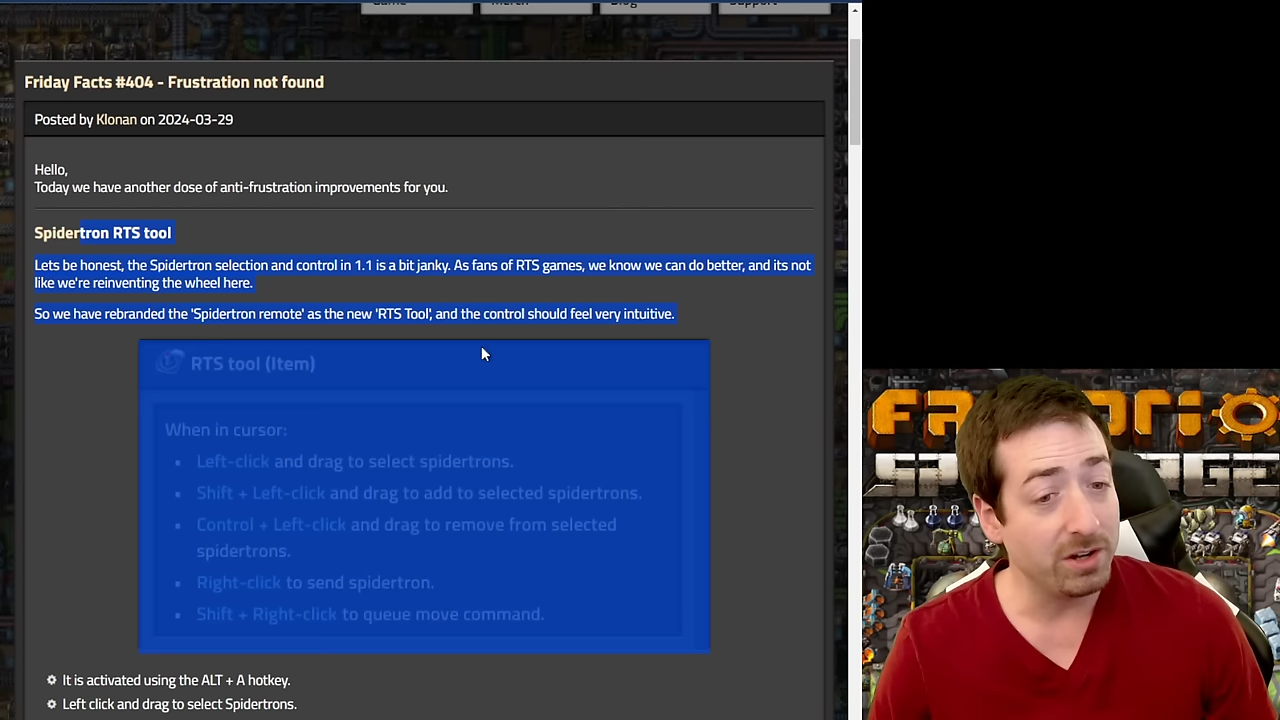 Game Merch Blog Support
Friday Facts #404 - Frustration not found
Posted by Klonan on 2024-03-29
Hello,
Today we have another dose of anti-frustration improvements for you.
Spidertron RTS tool
Lets be honest, the Spidertron selection and control in 1.1 is a bit janky. As fans of RTS games, we know we can do better, and its not
like we're reinventing the wheel here.
So we have rebranded the 'Spidertron remote' as the new 'RTS Tool', and the control should feel very intuitive.
RTS tool (Item)
When in cursor:
Left-click and drag to select spidertrons.
Shift + Left-click and drag to add to selected spidertrons.
Control + Left-click and drag to remove from selected
spidertrons.
Right-click to send spidertron.
Shift + Right-click to queue move command.
It is activated using the ALT + A hotkey.
Left click and drag to select Spidertrons.